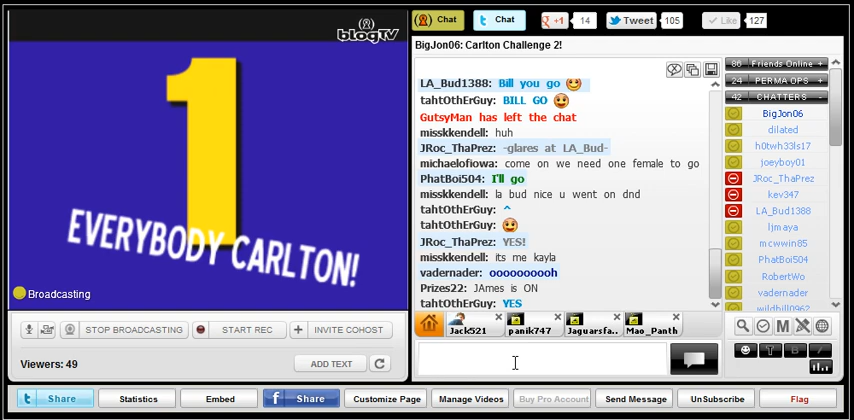 blogTV
1
EVERYBODY CARLTON!
Broadcasting
STOP BROADCASTING
START REC
INVITE COHOST
Viewers: 49
ADD TEXT
Chat
Chat
+1
14
Tweet
105
Like
127
BigJon06: Carlton Challenge 2!
LA_Bud1388: Bill you go
tahtOthErGuy: BILL GO
GutsyMan has left the chat
misskkendell: huh
JRoc_ThaPrez: -glares at LA_Bud-
michaelofiowa: come on we need one female to go
PhatBoi504: I'll go
misskkendell: la bud nice u went on dnd
tahtOthErGuy: ^
tahtOthErGuy:
JRoc_ThaPrez: YES!
misskkendell: its me kayla
vadernader: oooooooooh
Prizes22: JAmes is ON
tahtOthErGuy: YES
Jack521
panik747
Jaguarsfa..
Mao_Panth
86 Friends Online +
24 PERMA OPS +
42 CHATTERS -
BigJon06
dilated
h0twh33ls17
joeyboy01
JRoc_ThaPrez
kev347
LA_Bud1388
ljmaya
mcwwin85
PhatBoi504
RobertWo
vadernader
wildbill0962
M
T
B
I
t Share
Statistics
Embed
f Share
Customize Page
Manage Videos
Buy Pro Account
Send Message
UnSubscribe
Flag